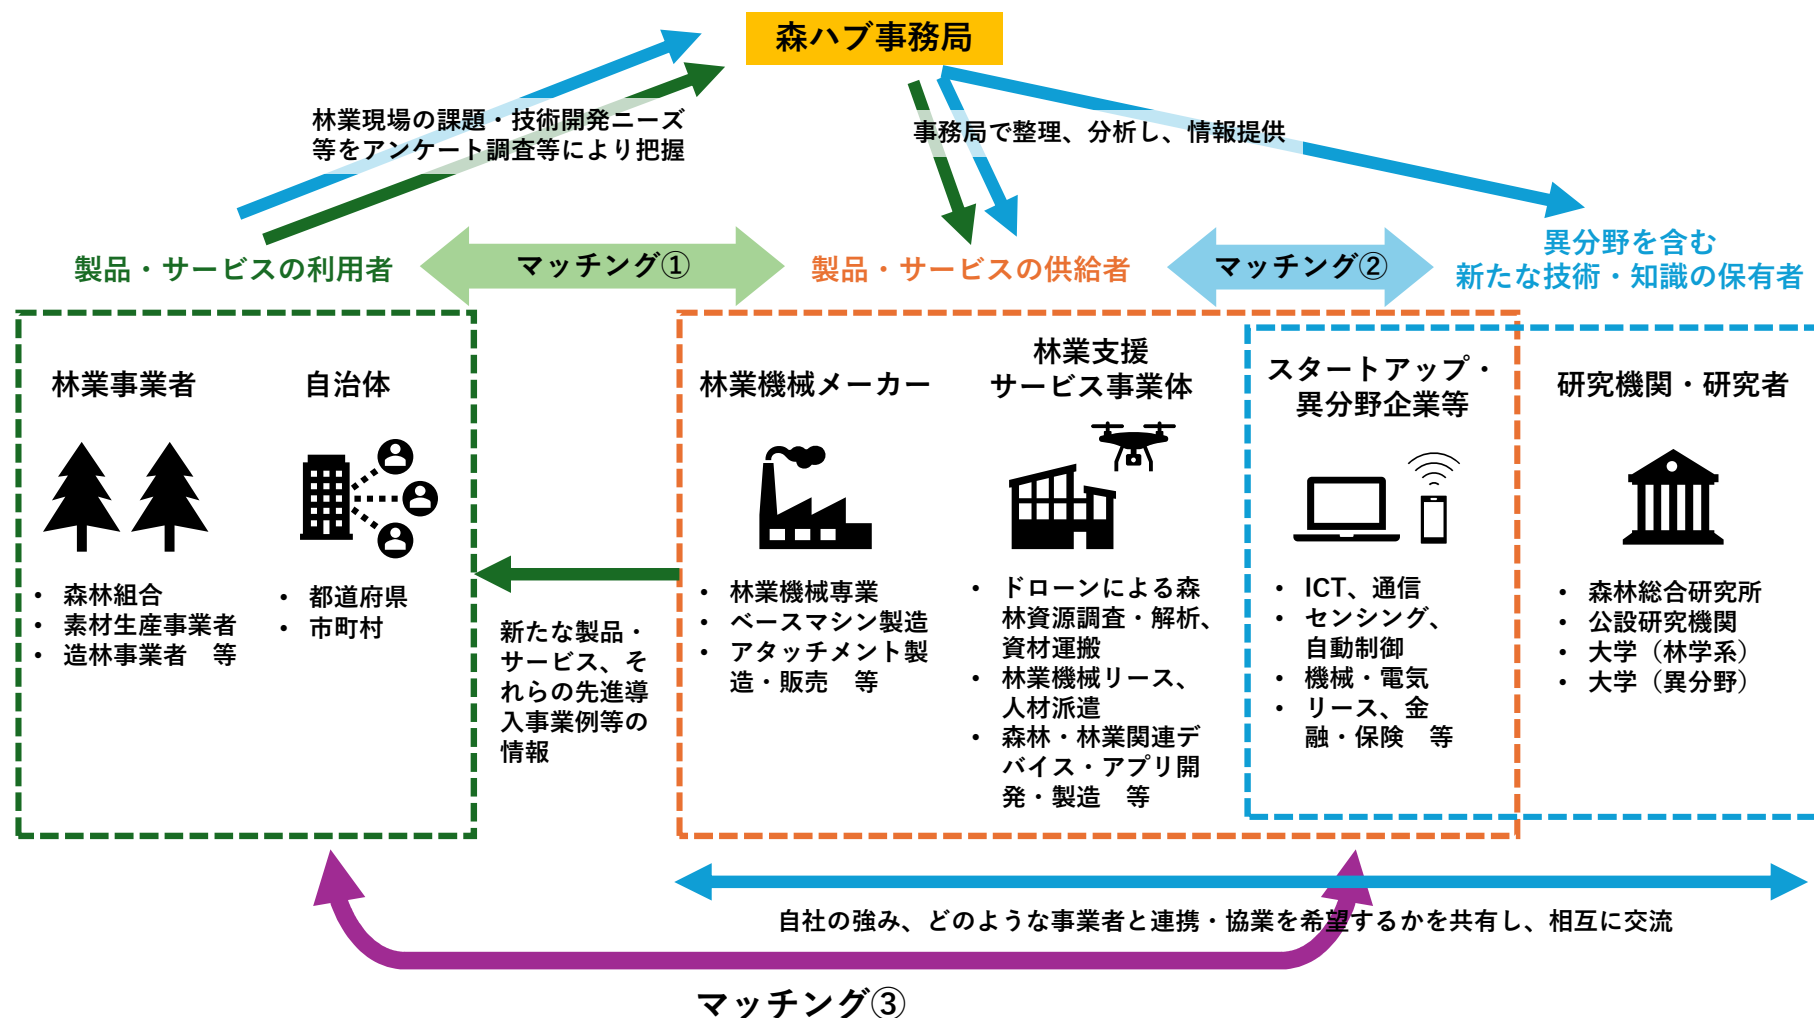 森ハブ事務局
林業現場の課題・技術開発ニーズ
等をアンケート調査等により把握
事務局で整理、分析し、情報提供
製品・サービスの利用者
マッチング①
製品・サービスの供給者
マッチング②
異分野を含む
新たな技術・知識の保有者
林業事業者
自治体
・ 森林組合
・ 素材生産事業者
・ 造林事業者　等
・ 都道府県
・ 市町村
新たな製品・
サービス、そ
れらの先進導
入事業例等の
情報
林業機械メーカー
・ 林業機械専業
・ ベースマシン製造
・ アタッチメント製
造・販売　等
林業支援
サービス事業体
・ ドローンによる森
林資源調査・解析、
資材運搬
・ 林業機械リース、
人材派遣
・ 森林・林業関連デ
バイス・アプリ開
発・製造　等
スタートアップ・
異分野企業等
・ ICT、通信
・ センシング、
自動制御
・ 機械・電気
・ リース、金
融・保険　等
研究機関・研究者
・ 森林総合研究所
・ 公設研究機関
・ 大学（林学系）
・ 大学（異分野）
自社の強み、どのような事業者と連携・協業を希望するかを共有し、相互に交流
マッチング③